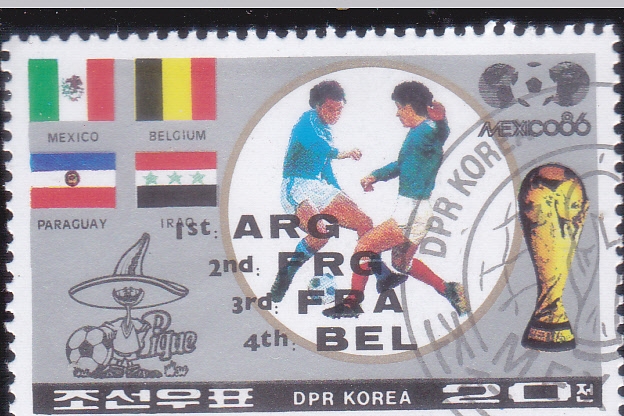 MEXICO BELGIUM
MEXICO86
PARAGUAY IRAQ
DPR KOREA
1st: ARG
2nd: FRG
3rd: FRA
4th: BEL
Pique
조선우표 DPR KOREA 20전